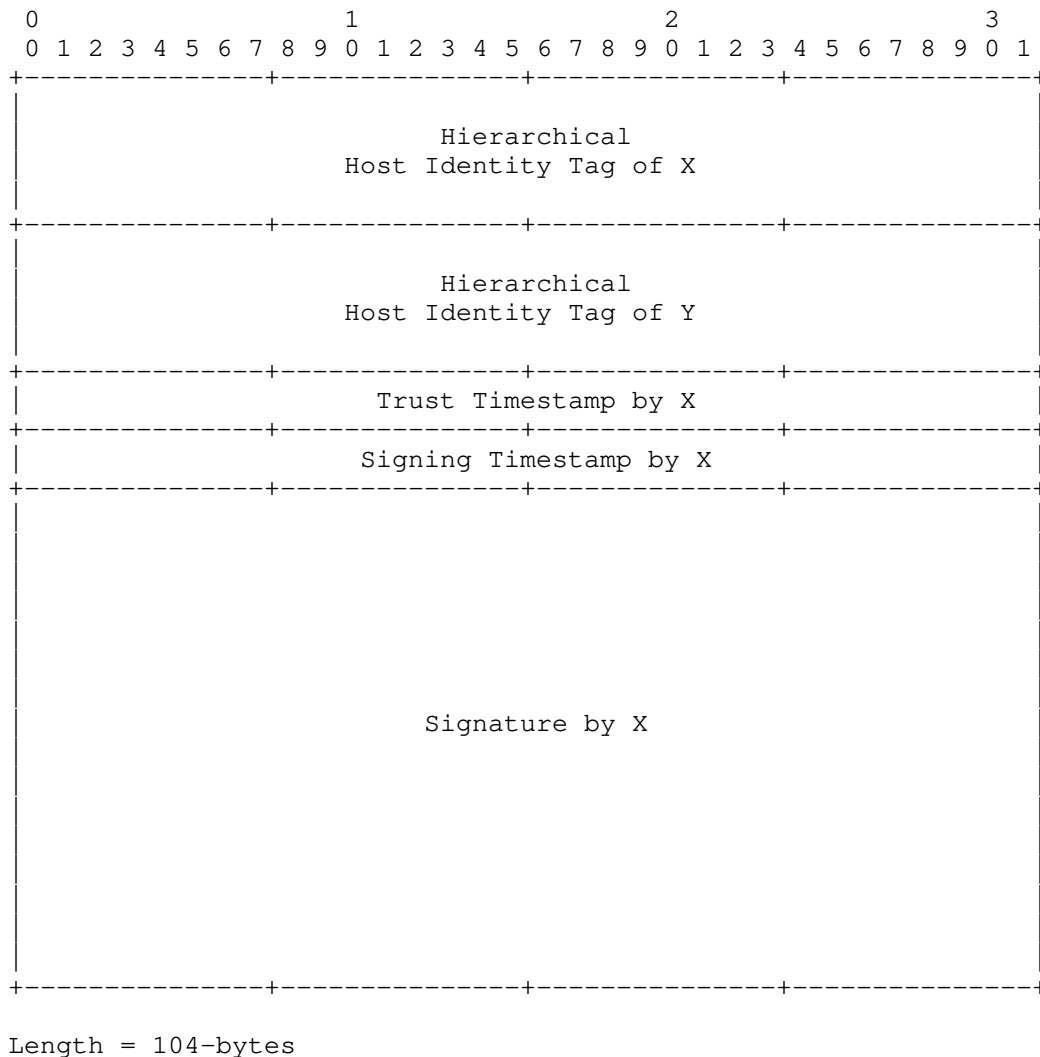 0 1 2 3
0 1 2 3 4 5 6 7 8 9 0 1 2 3 4 5 6 7 8 9 0 1 2 3 4 5 6 7 8 9 0 1
+---------------+---------------+---------------+---------------+
Hierarchical
Host Identity Tag of X
+---------------+---------------+---------------+---------------+
Hierarchical
Host Identity Tag of Y
+---------------+---------------+---------------+---------------+
Trust Timestamp by X
+---------------+---------------+---------------+---------------+
Signing Timestamp by X
+---------------+---------------+---------------+---------------+
Signature by X
+---------------+---------------+---------------+---------------+
Length = 104-bytes